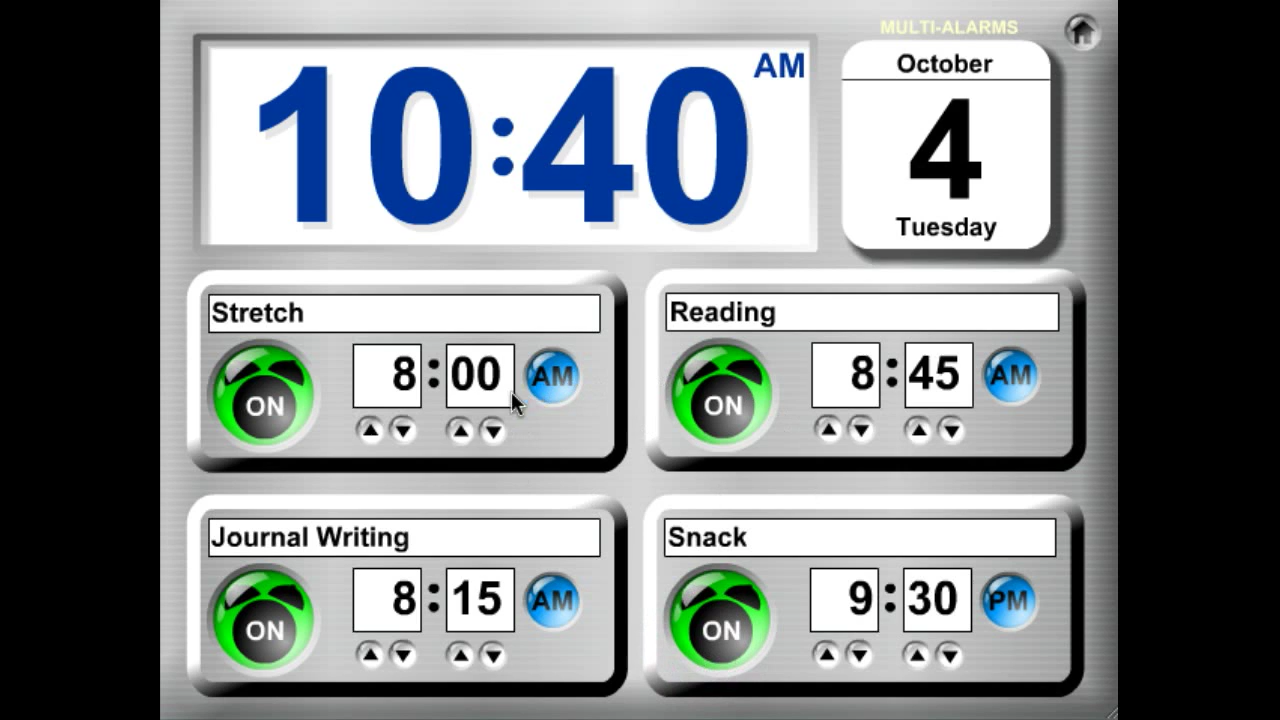 MULTI-ALARMS
10:40 AM
October
4
Tuesday
Stretch
ON
8:00
AM
Reading
ON
8:45
AM
Journal Writing
ON
8:15
AM
Snack
ON
9:30
PM